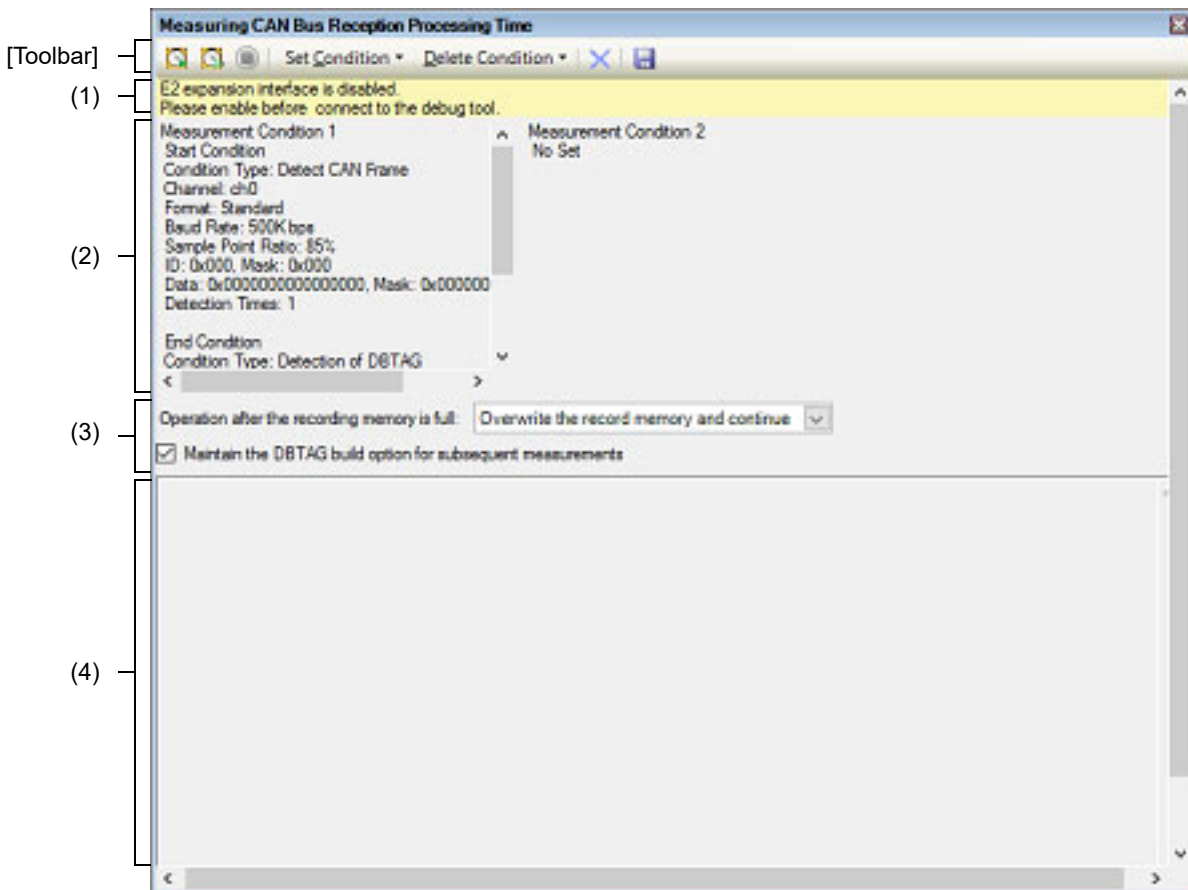 Measuring CAN Bus Reception Processing Time
[Toolbar]
Set Condition Delete Condition
(1)
E2 expansion interface is disabled.
Please enable before connect to the debug tool.
(2)
Measurement Condition 1
Start Condition
Condition Type: Detect CAN Frame
Channel: ch0
Format: Standard
Baud Rate: 500Kbps
Sample Point Ratio: 85%
ID: 0x000, Mask: 0x000
Data: 0x0000000000000000, Mask: 0x000000
Detection Times: 1
End Condition
Condition Type: Detection of DBTAG
Measurement Condition 2
No Set
(3)
Operation after the recording memory is full: Overwrite the record memory and continue
Maintain the DBTAG build option for subsequent measurements
(4)